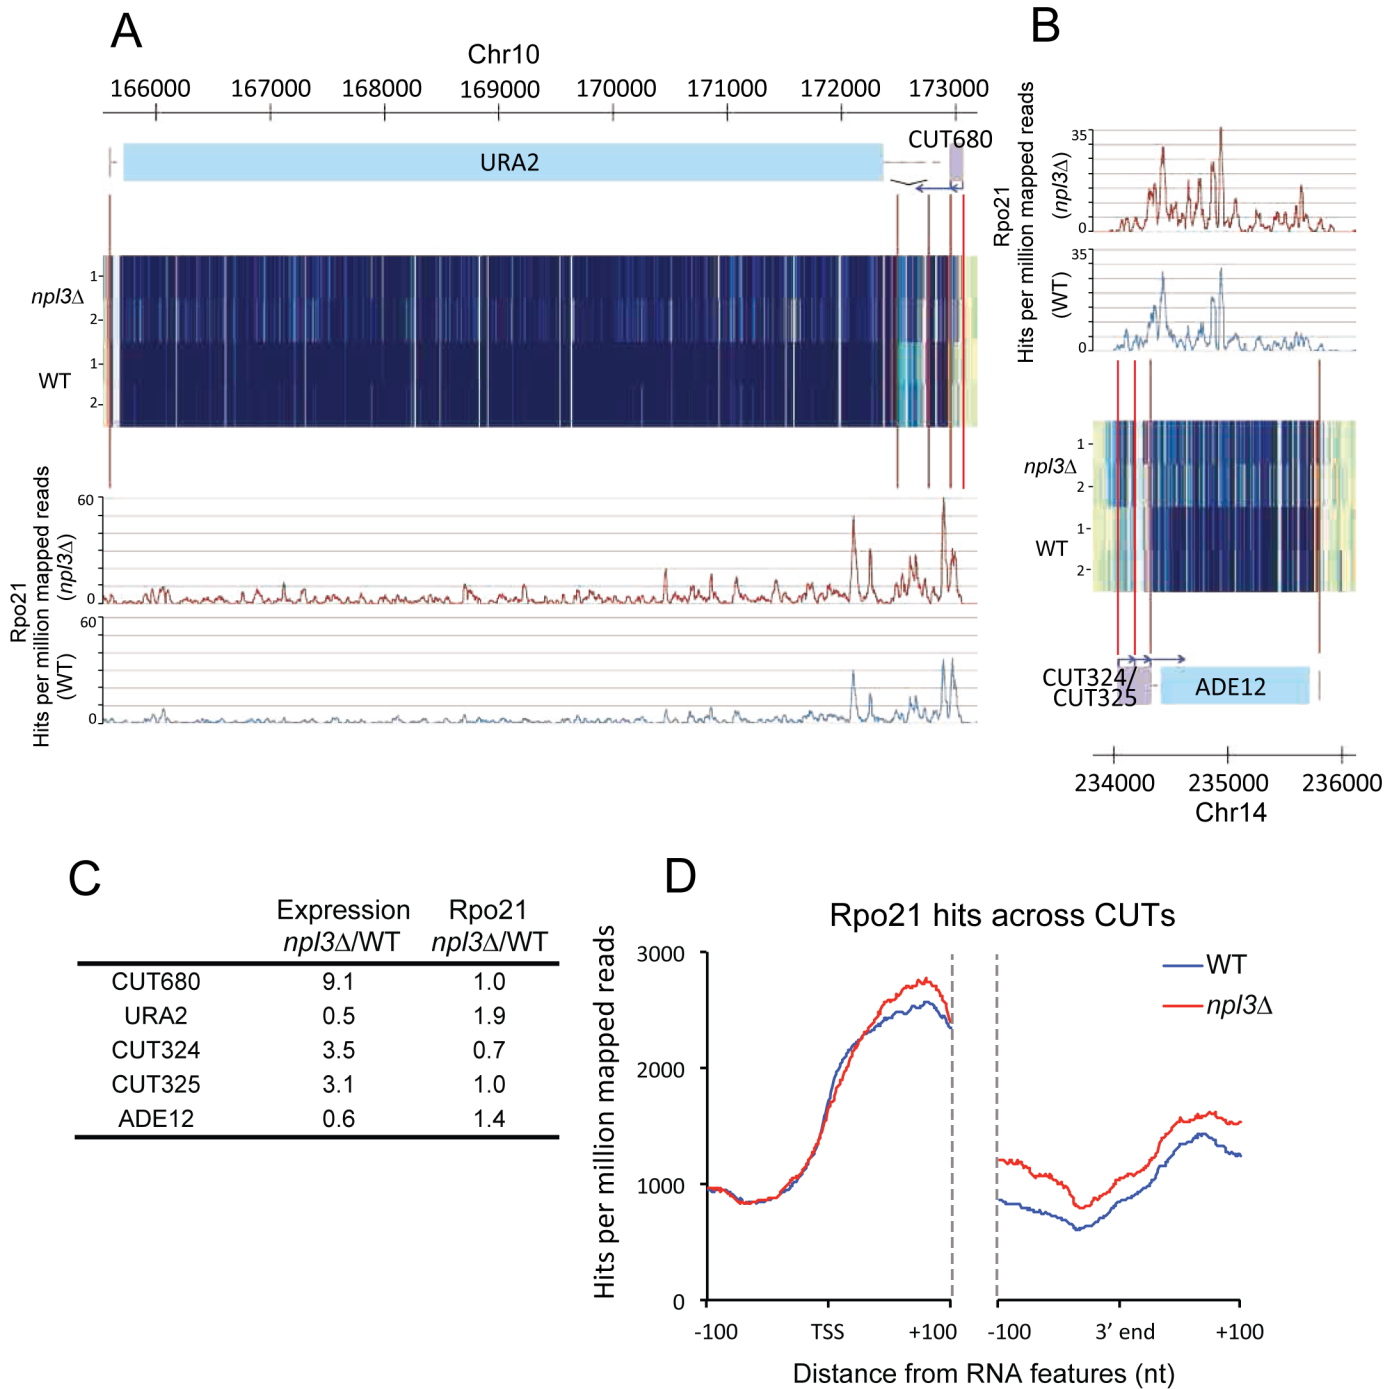 A
Chr10
166000 167000 168000 169000 170000 171000 172000 173000
CUT680
URA2
npl3Δ
1
2
WT
1
2
Rpo21
Hits per million mapped reads
(npl3Δ)
60
0
(WT)
60
0
B
Rpo21
Hits per million mapped reads
(npl3Δ)
35
0
(WT)
35
0
npl3Δ
1
2
WT
1
2
CUT324/
CUT325
ADE12
234000 235000 236000
Chr14
C
Expression Rpo21
npl3Δ/WT npl3Δ/WT
CUT680 9.1 1.0
URA2 0.5 1.9
CUT324 3.5 0.7
CUT325 3.1 1.0
ADE12 0.6 1.4
D
Rpo21 hits across CUTs
Hits per million mapped reads
3000
2000
1000
0
WT
npl3Δ
-100 TSS +100 -100 3’ end +100
Distance from RNA features (nt)